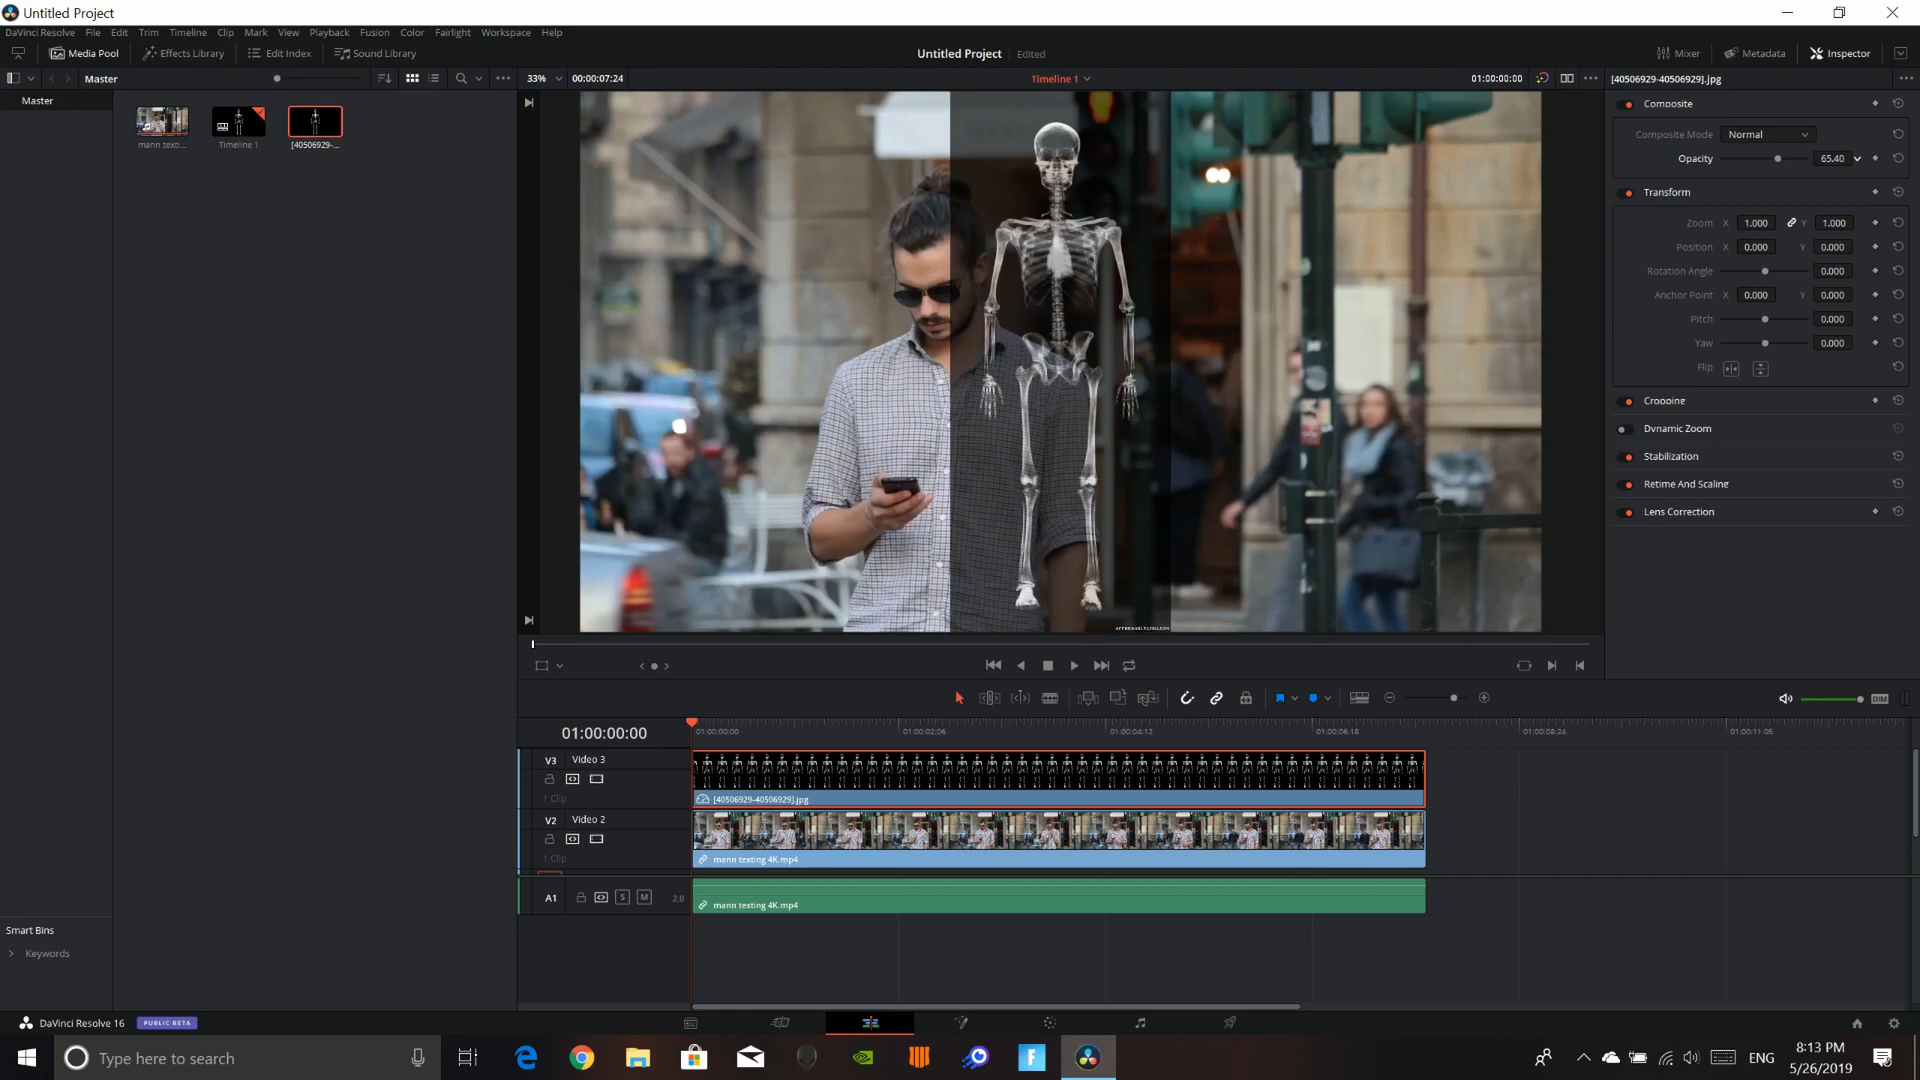 Untitled Project
DaVinci Resolve File Edit Trim Timeline Clip Mark View Playback Fusion Color Fairlight Workspace Help
Media Pool Effects Library Edit Index Sound Library Untitled Project Edited Mixer Metadata Inspector
Master 33% 00:00:07:24 Timeline 1 01:00:00:00 [40506929-40506929].jpg
Master
mann texti... Timeline 1 [40506929-...
Composite
Composite Mode Normal
Opacity 65.40
Transform
Zoom X 1.000 Y 1.000
Position X 0.000 Y 0.000
Rotation Angle 0.000
Anchor Point X 0.000 Y 0.000
Pitch 0.000
Yaw 0.000
Flip
Cropping
Dynamic Zoom
Stabilization
Retime And Scaling
Lens Correction
DIM
01:00:00:00 01:00:00:00 01:00:02:06 01:00:04:12 01:00:06:18 01:00:08:24 01:00:11:05
V3 Video 3
1 Clip [40506929-40506929].jpg
V2 Video 2
1 Clip mann texting 4K.mp4
A1 S M 2.0 mann texting 4K.mp4
Smart Bins
Keywords
DaVinci Resolve 16 PUBLIC BETA
Type here to search
ENG
8:13 PM
5/26/2019